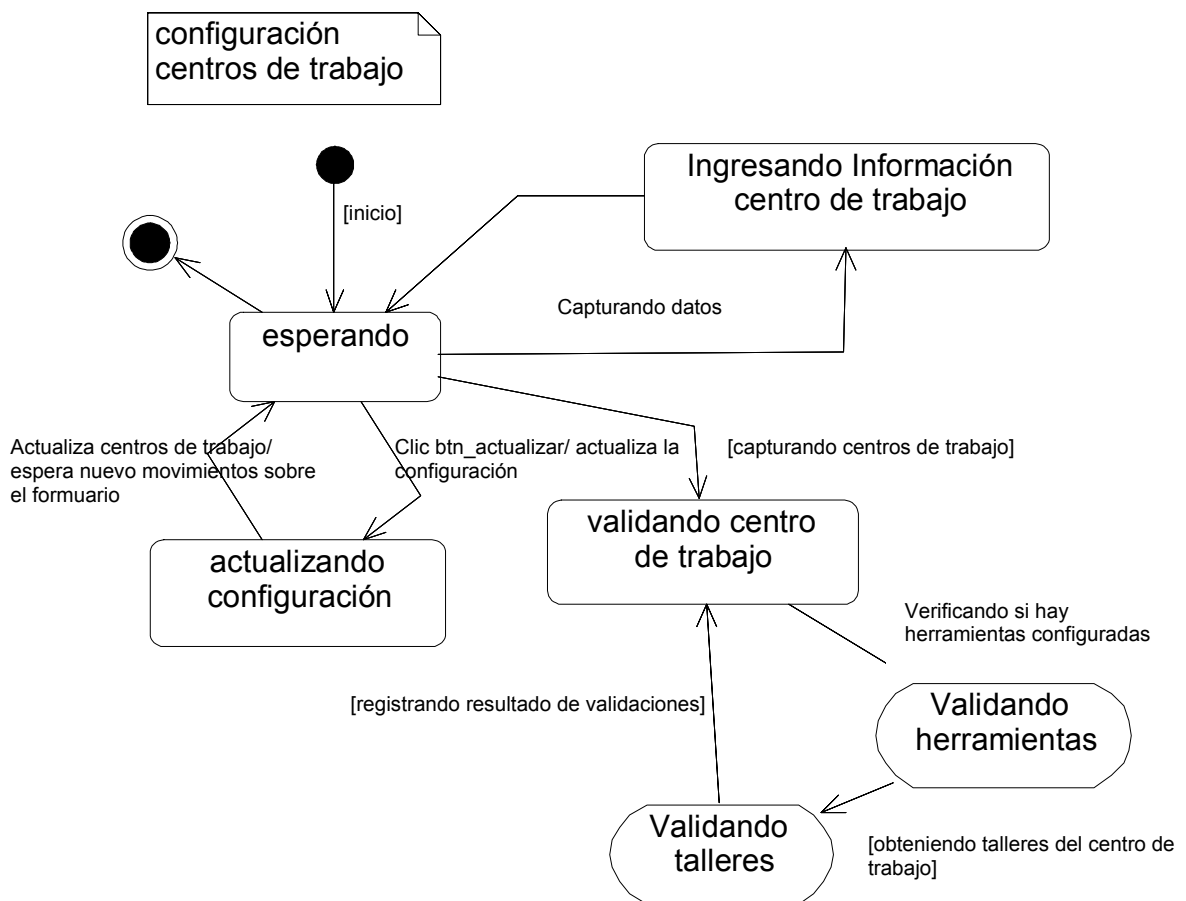 configuración
centros de trabajo
[inicio]
Ingresando Información
centro de trabajo
Capturando datos
esperando
Actualiza centros de trabajo/
espera nuevo movimientos sobre
el formuario
Clic btn_actualizar/ actualiza la
configuración
[capturando centros de trabajo]
validando centro
de trabajo
actualizando
configuración
Verificando si hay
herramientas configuradas
[registrando resultado de validaciones]
Validando
herramientas
Validando
talleres
[obteniendo talleres del centro de
trabajo]